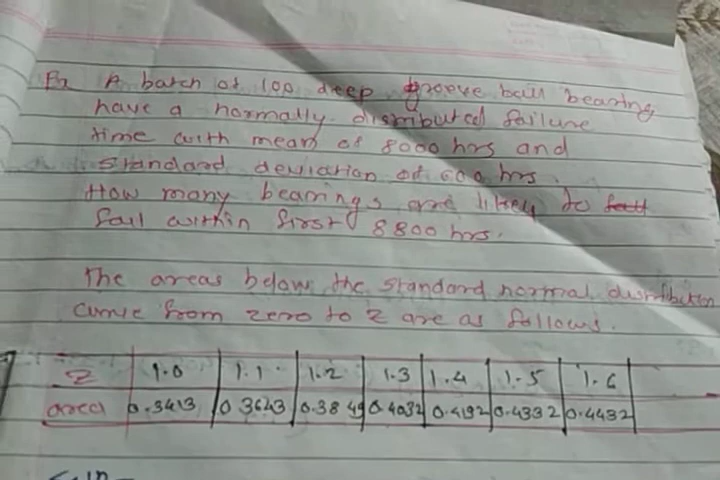 Ex A batch of 100 deep groove ball bearing
have a normally distributed failure
time with mean of 8000 hrs and
standard deviation of 600 hrs.
How many bearings are likely to
fail within first 8800 hrs.
The areas below the standard normal distribution
curve from zero to z are as follows.
Z 1.0 1.1 1.2 1.3 1.4 1.5 1.6
area 0.3413 0.3643 0.3849 0.4032 0.4192 0.4332 0.4432